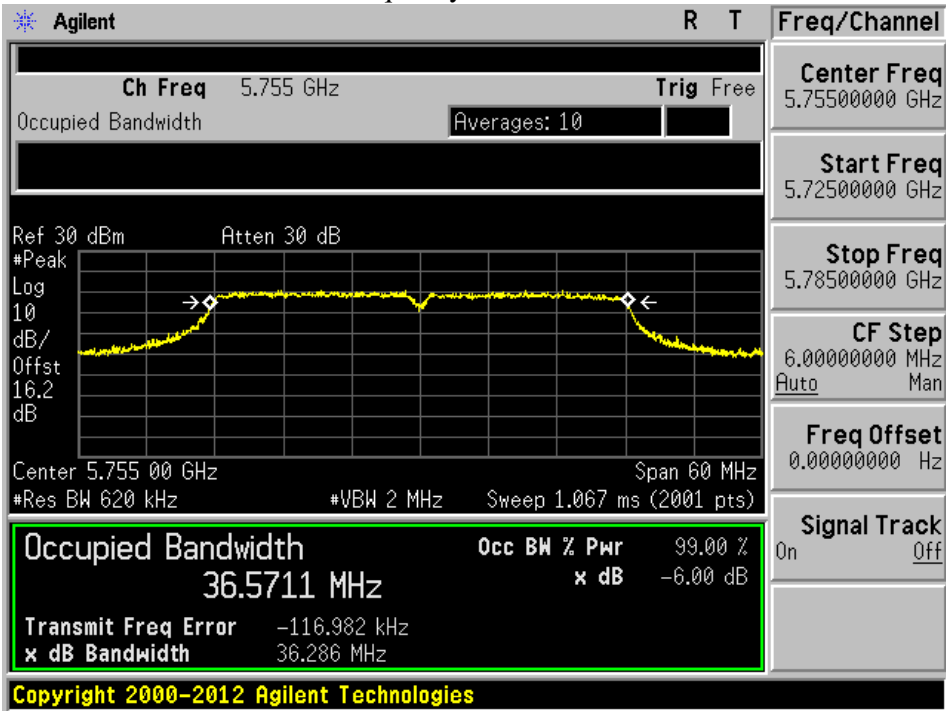 Agilent R T Freq/Channel
Ch Freq 5.755 GHz Trig Free
Occupied Bandwidth Averages: 10
Center Freq
5.75500000 GHz
Start Freq
5.72500000 GHz
Stop Freq
5.78500000 GHz
CF Step
6.00000000 MHz
Auto Man
Freq Offset
0.00000000 Hz
Signal Track
On Off
Ref 30 dBm Atten 30 dB
#Peak
Log
10
dB/
Offst
16.2
dB
Center 5.755 00 GHz Span 60 MHz
#Res BW 620 kHz #VBW 2 MHz Sweep 1.067 ms (2001 pts)
Occupied Bandwidth Occ BW % Pwr 99.00 %
36.5711 MHz x dB -6.00 dB
Transmit Freq Error -116.982 kHz
x dB Bandwidth 36.286 MHz
Copyright 2000-2012 Agilent Technologies